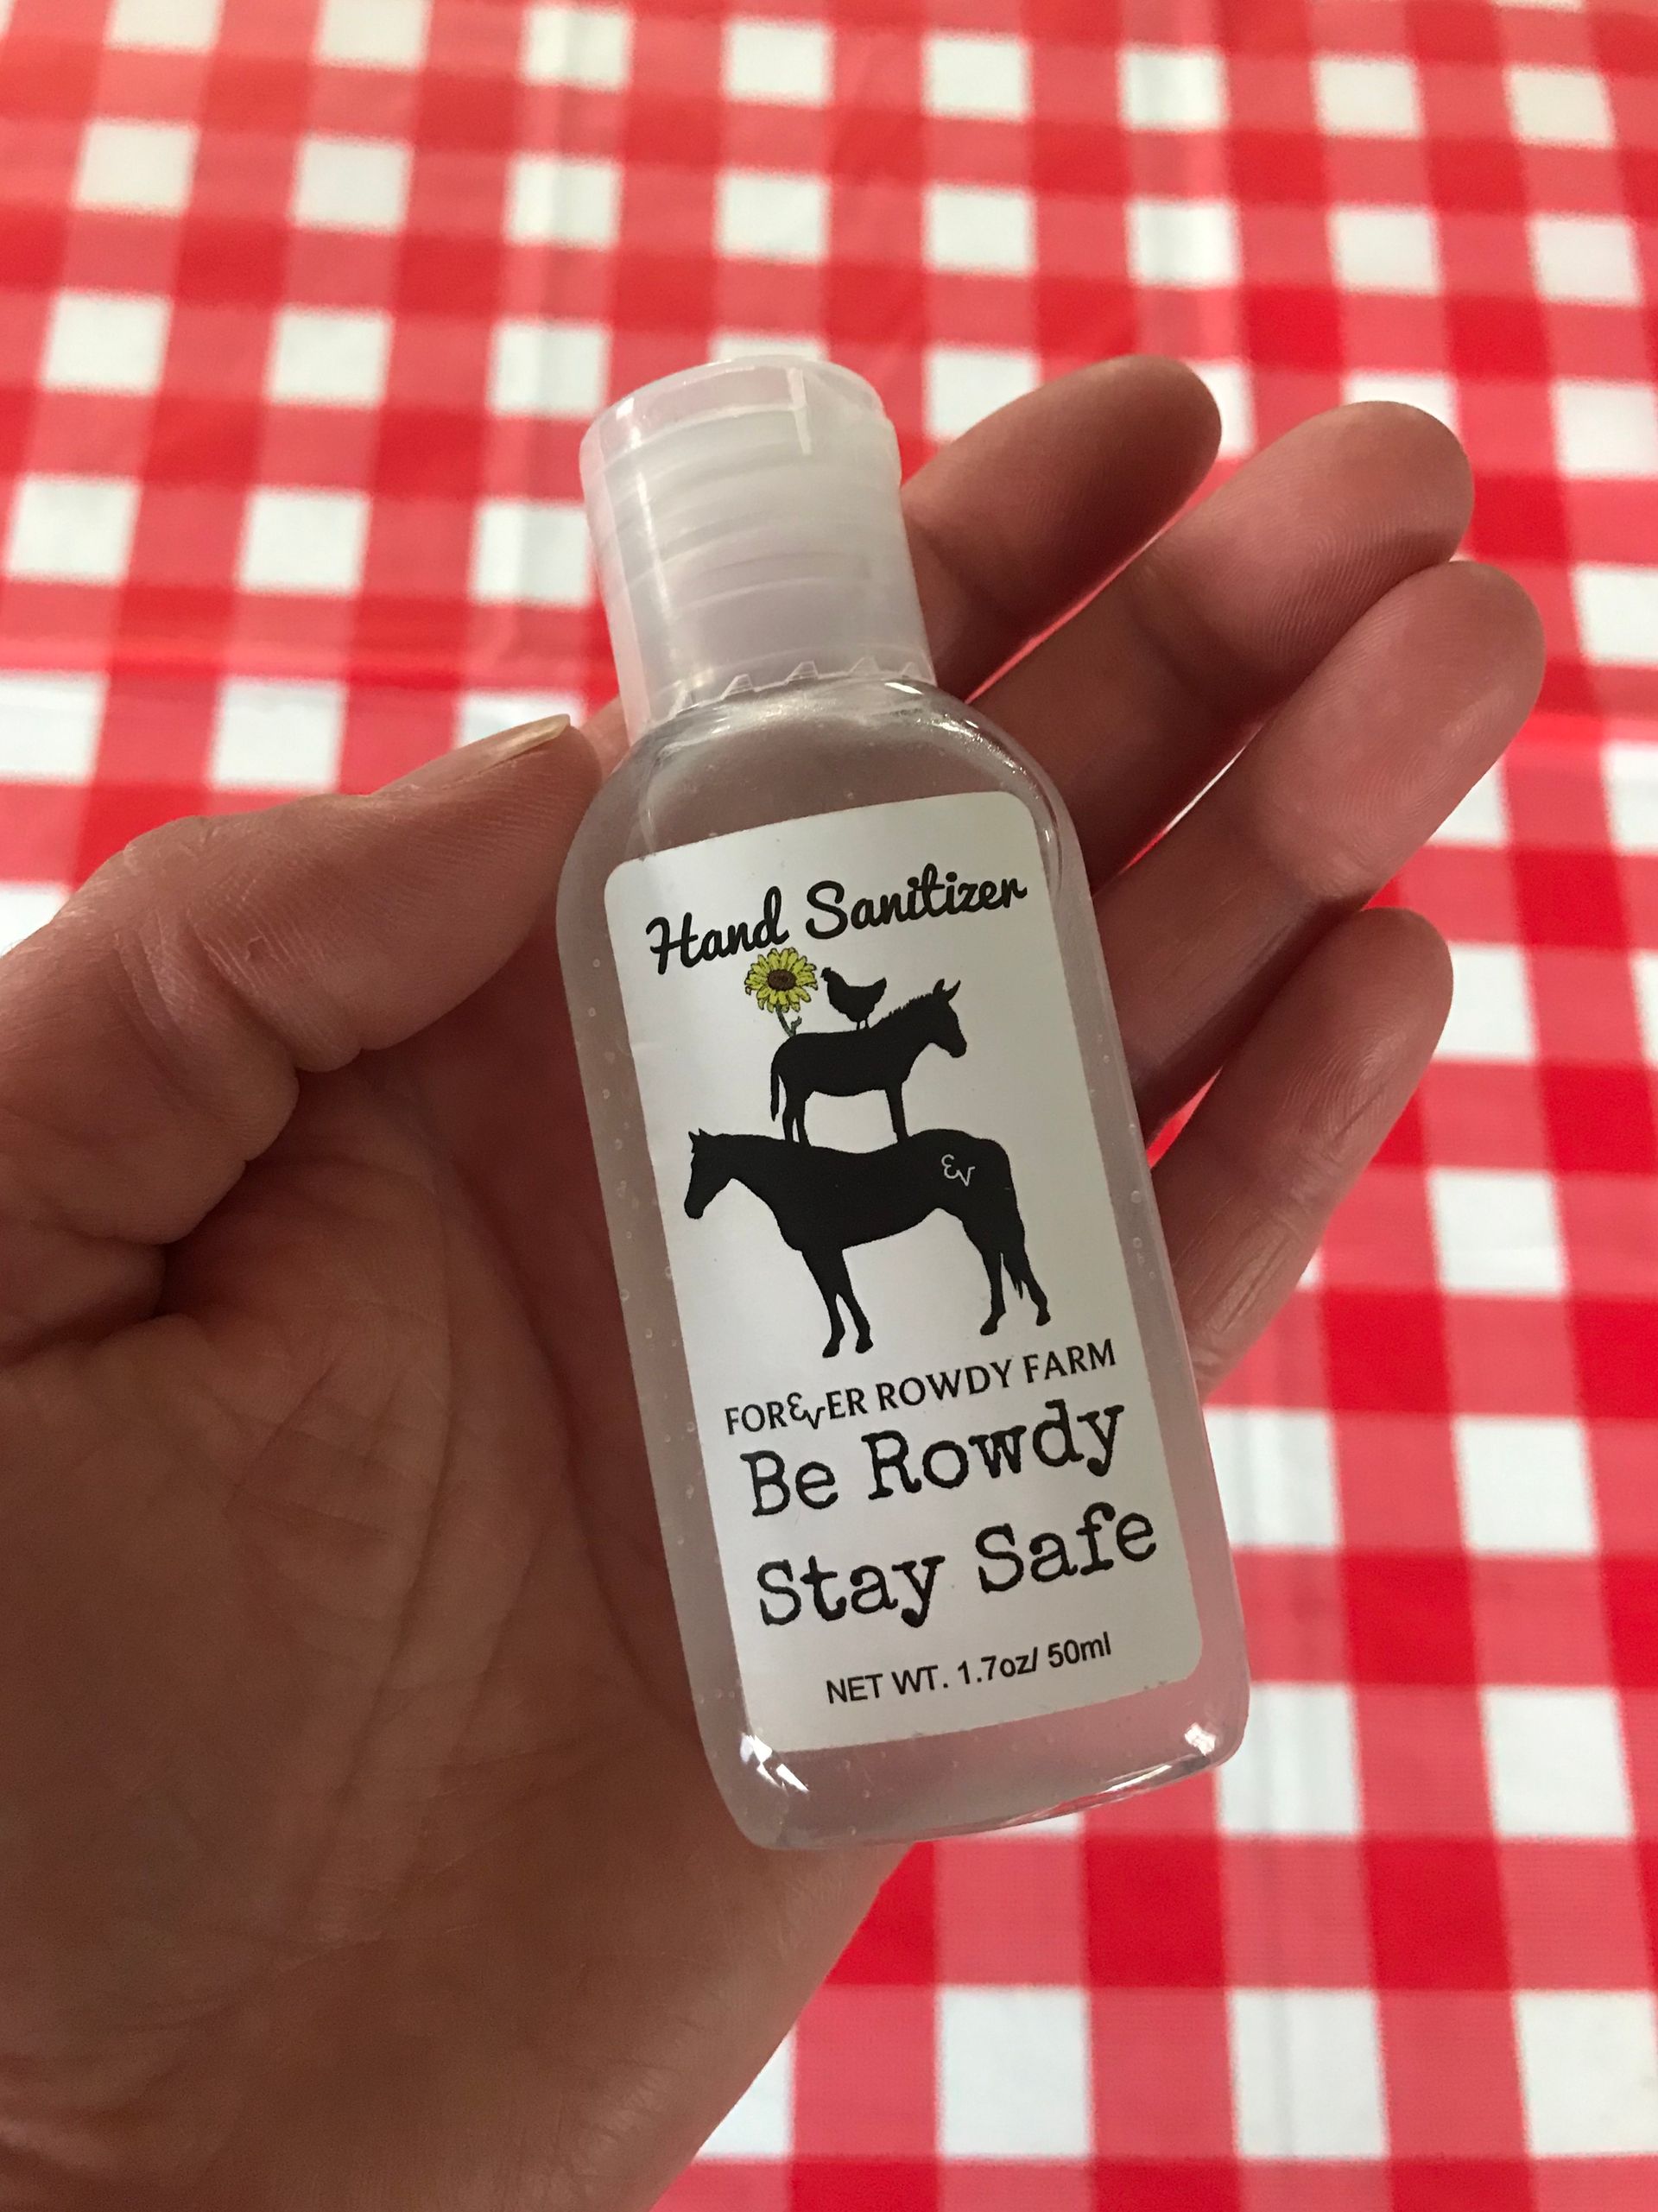 Hand Sanitizer
Ev
FOREvER ROWDY FARM
Be Rowdy
Stay Safe
NET WT. 1.7oz/ 50ml